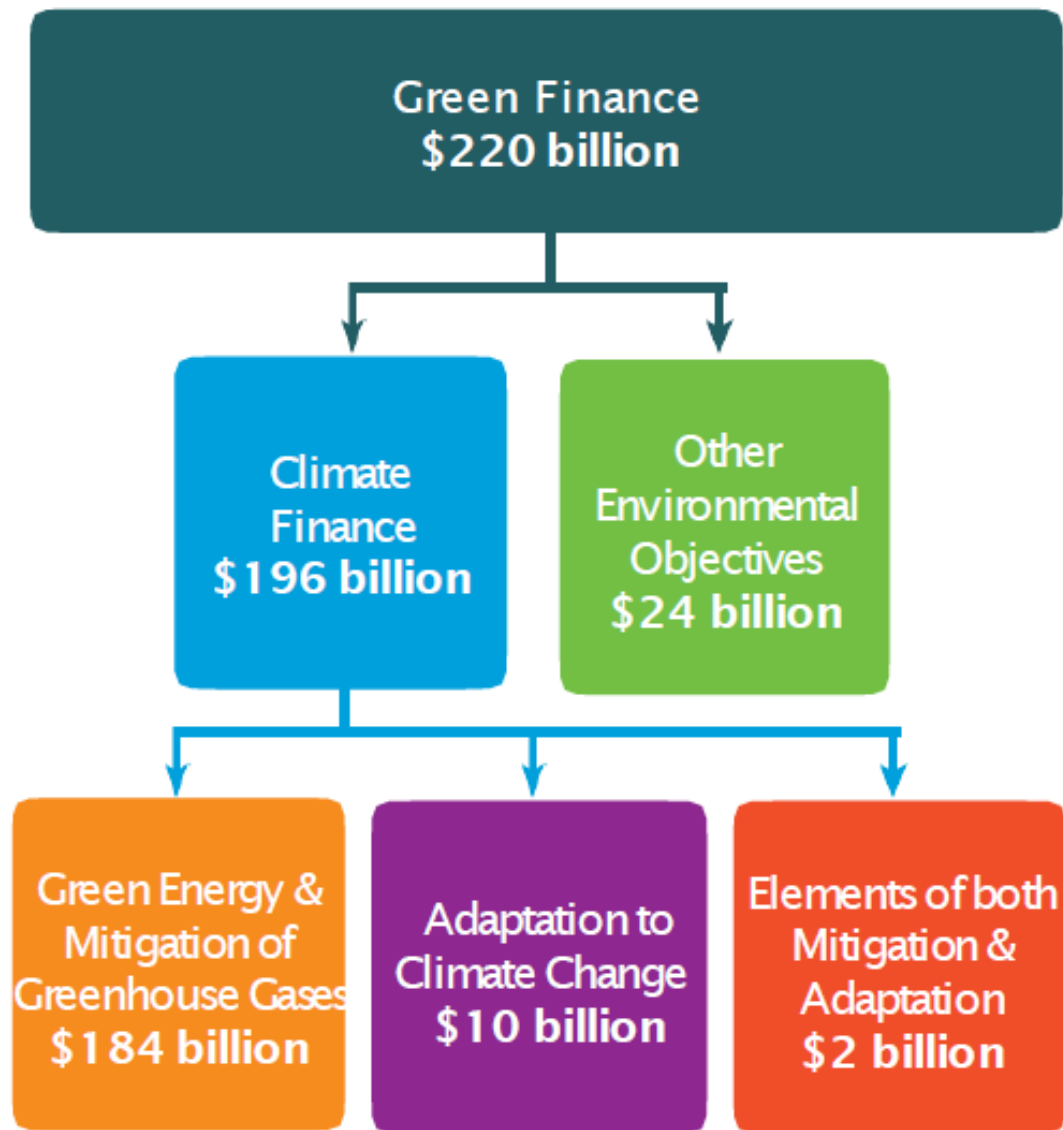 Green Finance
$220 billion
Climate
Finance
$196 billion
Other
Environmental
Objectives
$24 billion
Green Energy &
Mitigation of
Greenhouse Gases
$184 billion
Adaptation to
Climate Change
$10 billion
Elements of both
Mitigation &
Adaptation
$2 billion